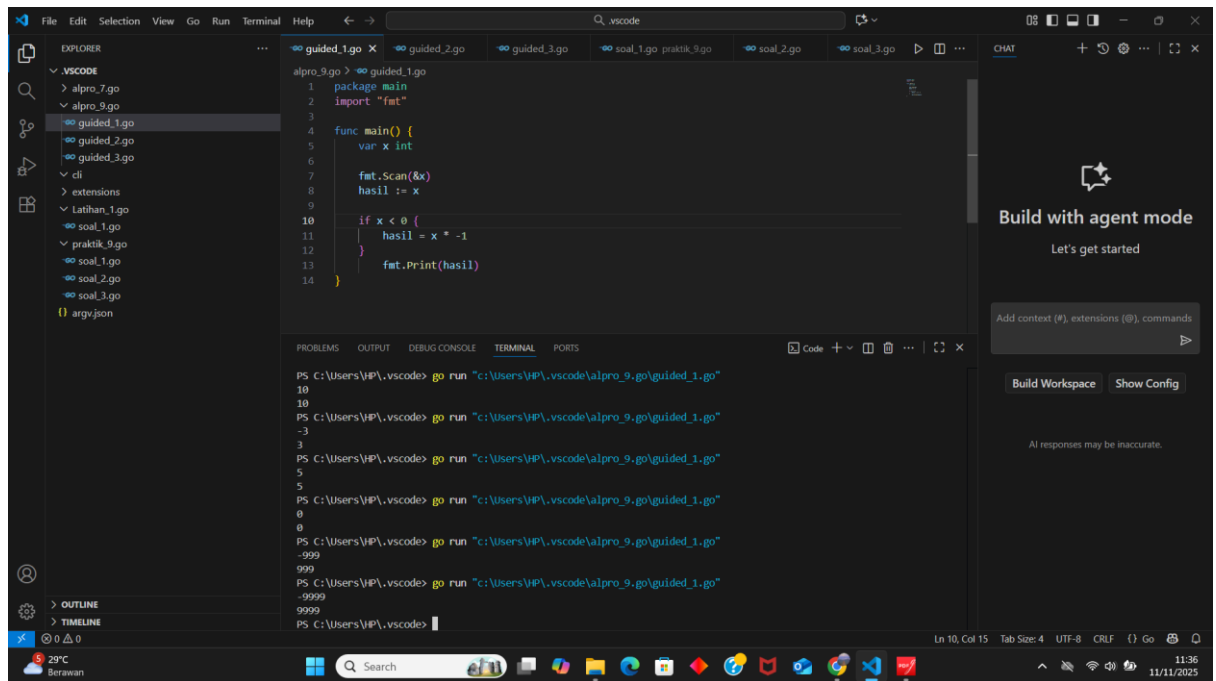 File Edit Selection View Go Run Terminal Help
.vscode
EXPLORER
.VSCODE
alpro_7.go
alpro_9.go
guided_1.go
guided_2.go
guided_3.go
cli
extensions
Latihan_1.go
soal_1.go
praktik_9.go
soal_1.go
soal_2.go
soal_3.go
{} argv.json
OUTLINE
TIMELINE
guided_1.go guided_2.go guided_3.go soal_1.go praktik_9.go soal_2.go soal_3.go
alpro_9.go > guided_1.go
1 package main
2 import "fmt"
3
4 func main() {
5 var x int
6
7 fmt.Scan(&x)
8 hasil := x
9
10 if x < 0 {
11 hasil = x * -1
12 }
13 fmt.Print(hasil)
14 }
PROBLEMS OUTPUT DEBUG CONSOLE TERMINAL PORTS
Code
PS C:\Users\HP\.vscode> go run "c:\Users\HP\.vscode\alpro_9.go\guided_1.go"
10
10
PS C:\Users\HP\.vscode> go run "c:\Users\HP\.vscode\alpro_9.go\guided_1.go"
-3
3
PS C:\Users\HP\.vscode> go run "c:\Users\HP\.vscode\alpro_9.go\guided_1.go"
5
5
PS C:\Users\HP\.vscode> go run "c:\Users\HP\.vscode\alpro_9.go\guided_1.go"
0
0
PS C:\Users\HP\.vscode> go run "c:\Users\HP\.vscode\alpro_9.go\guided_1.go"
-999
999
PS C:\Users\HP\.vscode> go run "c:\Users\HP\.vscode\alpro_9.go\guided_1.go"
-9999
9999
PS C:\Users\HP\.vscode>
CHAT
Build with agent mode
Let's get started
Add context (#), extensions (@), commands
Build Workspace Show Config
AI responses may be inaccurate.
0 0
Ln 10, Col 15 Tab Size: 4 UTF-8 CRLF {} Go
5
29°C
Berawan
Search
11:36
11/11/2025